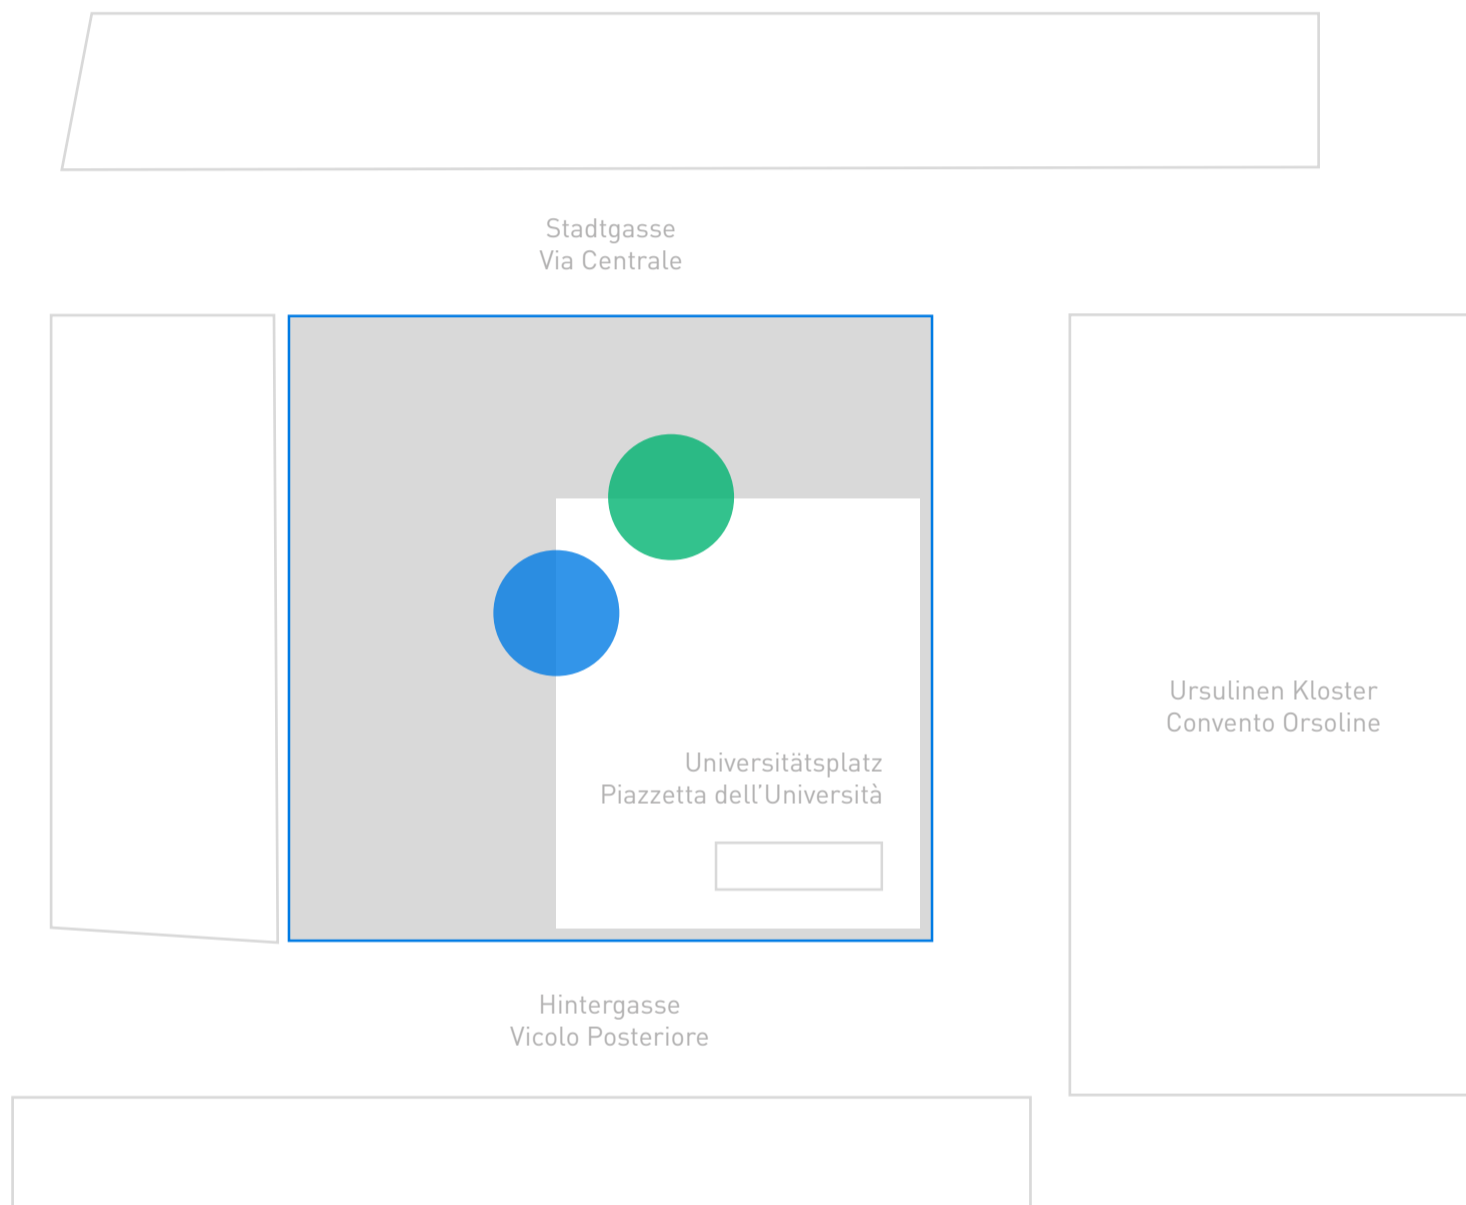 Stadtgasse
Via Centrale
Ursulinen Kloster
Convento Orsoline
Universitätsplatz
Piazzetta dell’Università
Hintergasse
Vicolo Posteriore